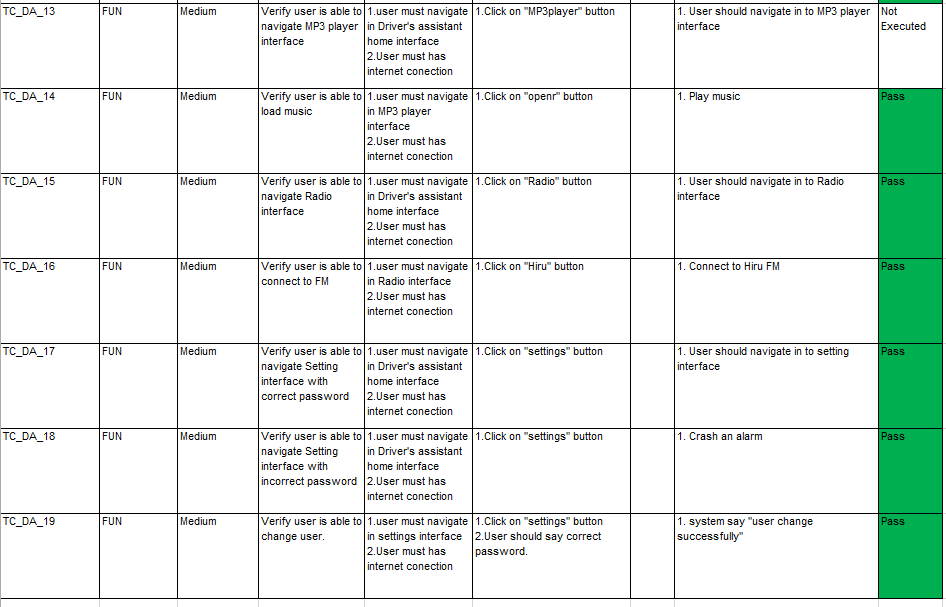 TC_DA_13 FUN Medium Verify user is able to 1.user must navigate 1.Click on "MP3player" button 1. User should navigate in to MP3 player Not
navigate MP3 player in Driver's assistant interface Executed
interface home interface
2.User must has
internet conection
TC_DA_14 FUN Medium Verify user is able to 1.user must navigate 1.Click on "openr" button 1. Play music Pass
load music in MP3 player
interface
2.User must has
internet conection
TC_DA_15 FUN Medium Verify user is able to 1.user must navigate 1.Click on "Radio" button 1. User should navigate in to Radio Pass
navigate Radio in Driver's assistant interface
interface home interface
2.User must has
internet conection
TC_DA_16 FUN Medium Verify user is able to 1.user must navigate 1.Click on "Hiru" button 1. Connect to Hiru FM Pass
connect to FM in Radio interface
2.User must has
internet conection
TC_DA_17 FUN Medium Verify user is able to 1.user must navigate 1.Click on "settings" button 1. User should navigate in to setting Pass
navigate Setting in Driver's assistant interface
interface with home interface
correct password 2.User must has
internet conection
TC_DA_18 FUN Medium Verify user is able to 1.user must navigate 1.Click on "settings" button 1. Crash an alarm Pass
navigate Setting in Driver's assistant
interface with home interface
incorrect password 2.User must has
internet conection
TC_DA_19 FUN Medium Verify user is able to 1.user must navigate 1.Click on "settings" button 1. system say "user change Pass
change user. in settings interface 2.User should say correct successfully"
2.User must has password.
internet conection